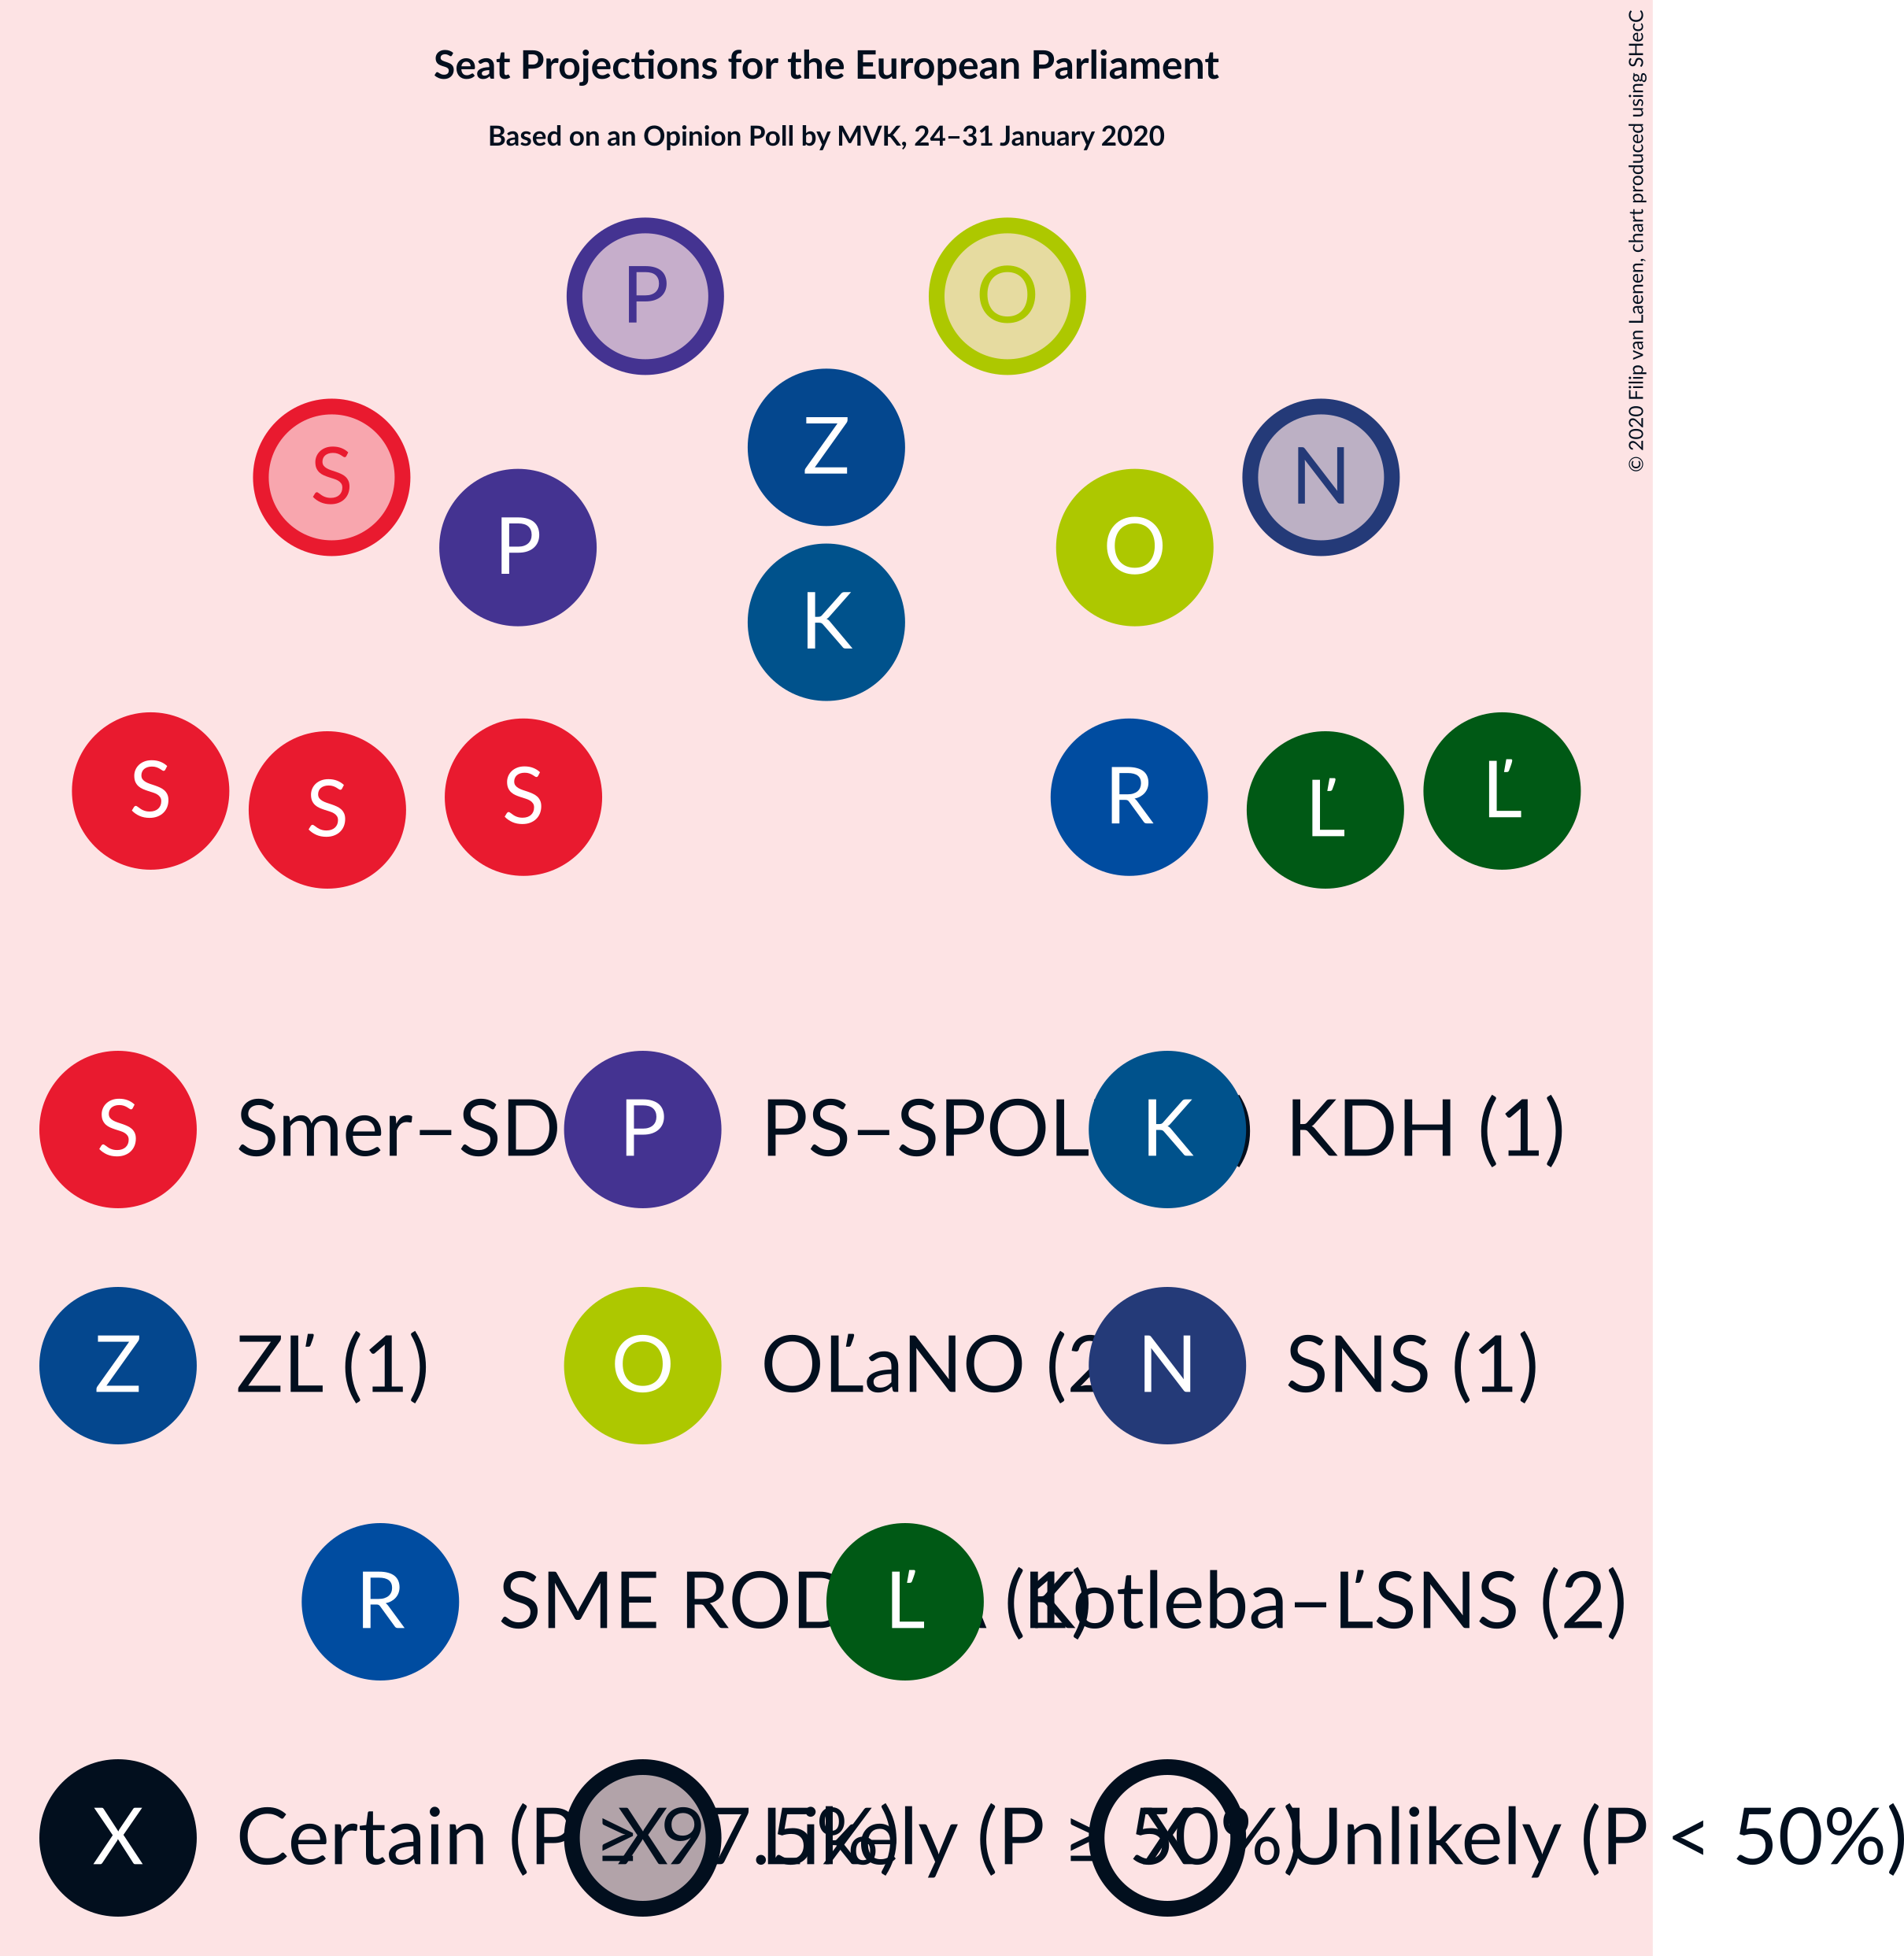 Seat Projections for the European Parliament
Based on an Opinion Poll by MVK, 24–31 January 2020
© 2020 Filip van Laenen, chart produced using SHecC
P O
Z
S N
P O
K
S S S R Ľ Ľ
S Smer–SD P PS–SPOL K KDH (1)
Z ZĽ (1) O OĽaNO (2 N SNS (1)
R SME Ľ (1) Kotleba–ĽSNS (2)
X Certain (P ≥ 97.5%) X Likely (P ≥ 50%) X Unlikely (P < 50%)